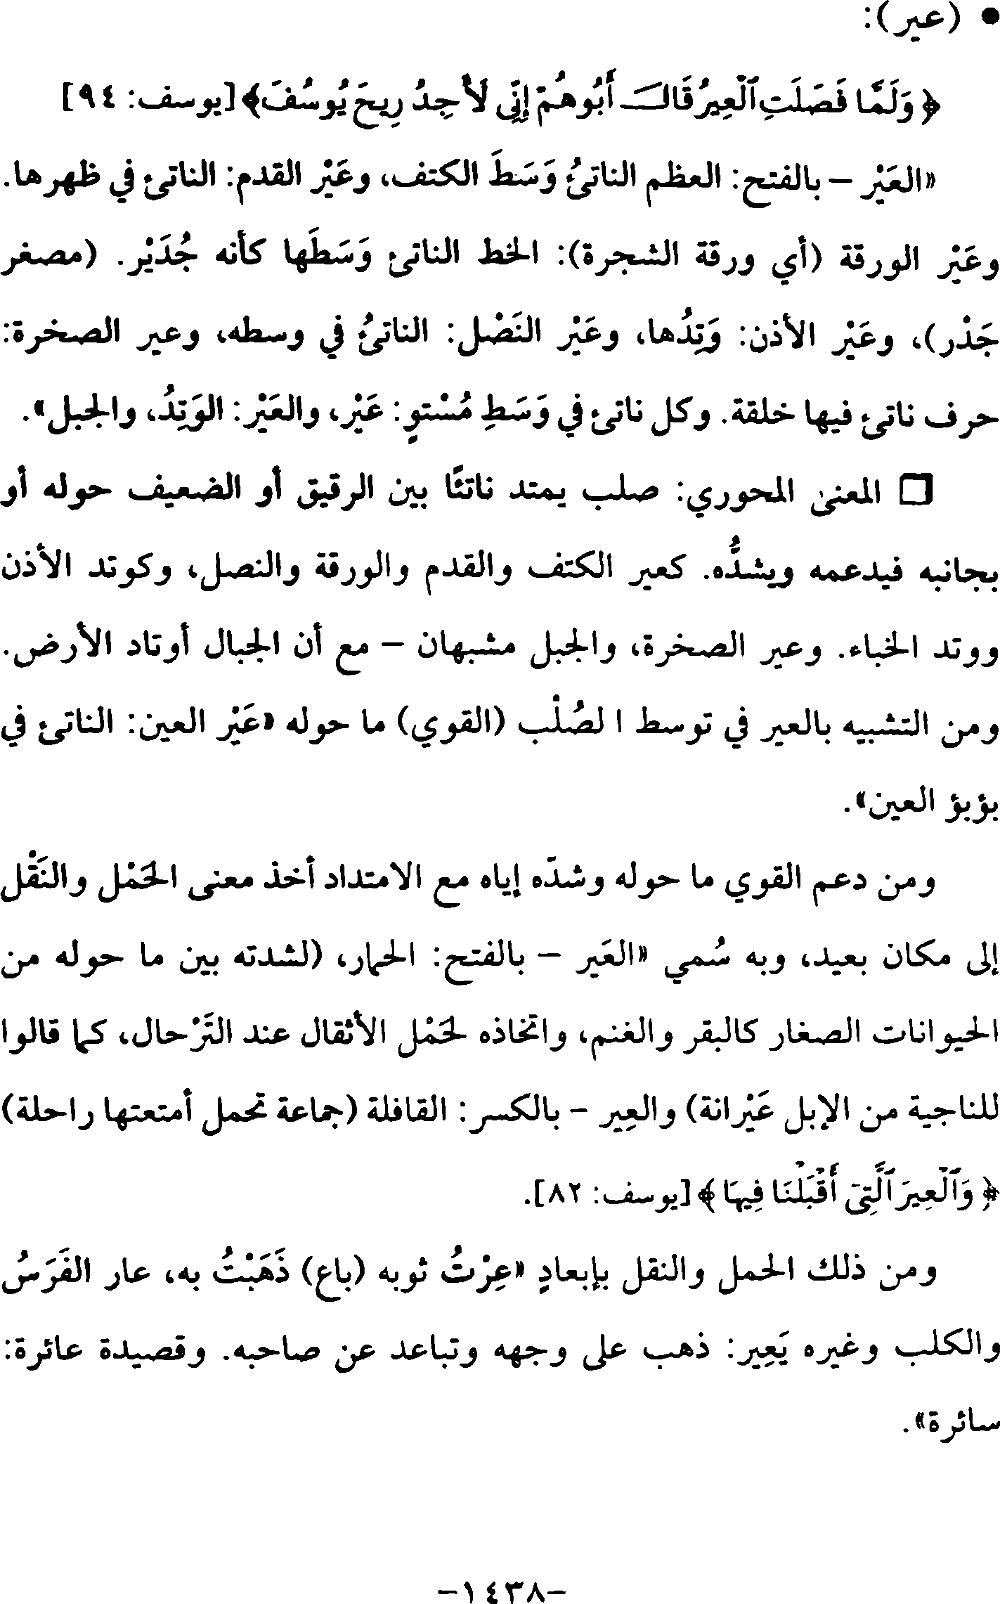 • (عير):
﴿وَلَمَّا فَصَلَتِ ٱلْعِيرُ قَالَ أَبُوهُمْ إِنِّى لَأَجِدُ رِيحَ يُوسُفَ﴾ [يوسف: ٩٤]
«العَيْر – بالفتح: العظم الناتئُ وَسَطَ الكتف، وعَيْر القدم: الناتئ في ظهرها.
وعَيْر الورقة (أي ورقة الشجرة): الخط الناتئ وَسَطَها كأنه جُدَيْر. (مصغر
جَدْر)، وعَيْر الأذن: وَتِدُها، وعَيْر النَصْل: الناتئُ في وسطه، وعير الصخرة:
حرف ناتئ فيها خلقة. وكل ناتئ في وَسَطِ مُسْتوٍ: عَيْر، والعَيْر: الوَتِدُ، والجبل».
□ المعنى المحوري: صلب يمتد ناتئًا بين الرقيق أو الضعيف حوله أو
بجانبه فيدعمه ويشدُّه. كعير الكتف والقدم والورقة والنصل، وكوتد الأذن
ووتد الخباء. وعير الصخرة، والجبل مشبهان – مع أن الجبال أوتاد الأرض.
ومن التشبيه بالعير في توسط ا لصُلْب (القوي) ما حوله «عَيْر العين: الناتئ في
بؤبؤ العين».
ومن دعم القوي ما حوله وشدّه إياه مع الامتداد أخذ معنى الحَمْل والنَقْل
إلى مكان بعيد، وبه سُمي «العَير – بالفتح: الحمار، (لشدته بين ما حوله من
الحيوانات الصغار كالبقر والغنم، واتخاذه لحَمْل الأثقال عند التَرْحال، كما قالوا
للناجية من الإبل عَيْرانة) والعِير – بالكسر: القافلة (جماعة تحمل أمتعتها راحلة)
﴿وَٱلْعِيرَ ٱلَّتِىٓ أَقْبَلْنَا فِيهَا﴾ [يوسف: ٨٢].
ومن ذلك الحمل والنقل بإبعادٍ «عِرْتُ ثوبه (باع) ذَهَبْتُ به، عار الفَرَسُ
والكلب وغيره يَعِير: ذهب على وجهه وتباعد عن صاحبه. وقصيدة عائرة:
سائرة».
–١٤٣٨–